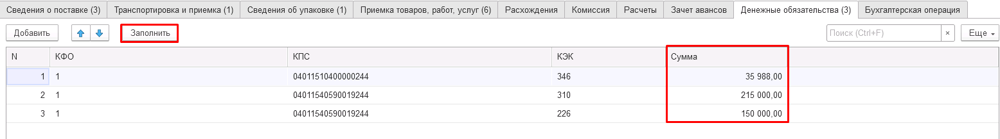 Сведения о поставке (3) Транспортировка и приемка (1) Сведения об упаковке (1) Приемка товаров, работ, услуг (6) Расхождения Комиссия Расчеты Зачет авансов Денежные обязательства (3) Бухгалтерская операция
Добавить Заполнить Поиск (Ctrl+F) × Еще
N КФО КПС КЭК Сумма
1 1 04011510400000244 346 35 988,00
2 1 04011540590019244 310 215 000,00
3 1 04011540590019244 226 150 000,00